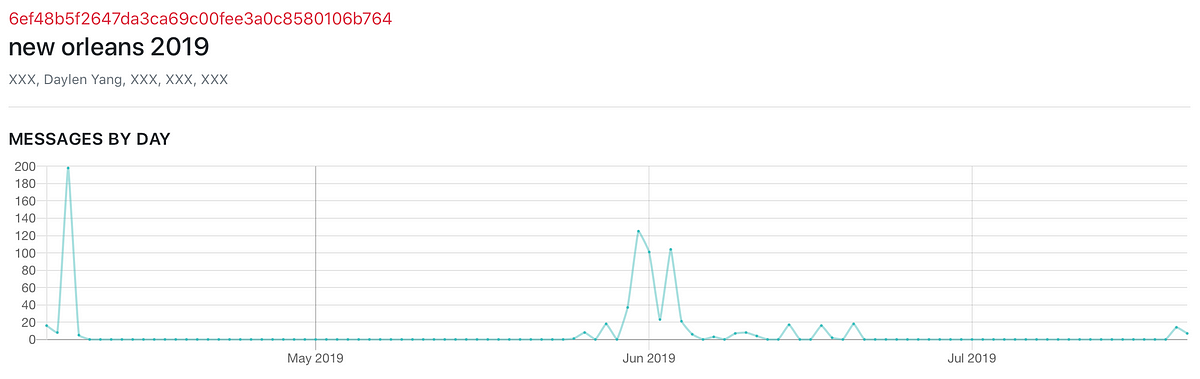 6ef48b5f2647da3ca69c00fee3a0c8580106b764
new orleans 2019
XXX, Daylen Yang, XXX, XXX, XXX
MESSAGES BY DAY
200
180
160
140
120
100
80
60
40
20
0
May 2019 Jun 2019 Jul 2019